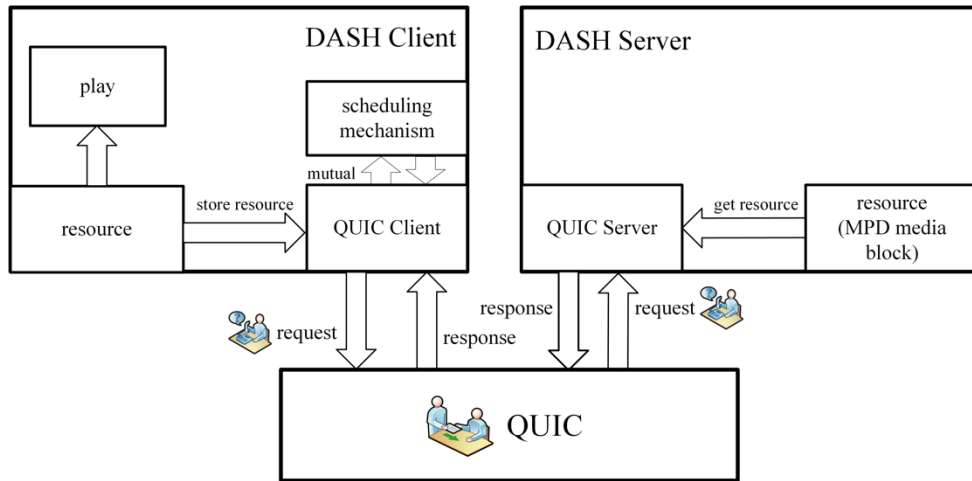 DASH Client
play
scheduling
mechanism
mutual
resource
store resource
QUIC Client
request
response
DASH Server
QUIC Server
get resource
resource
(MPD media
block)
response
request
QUIC